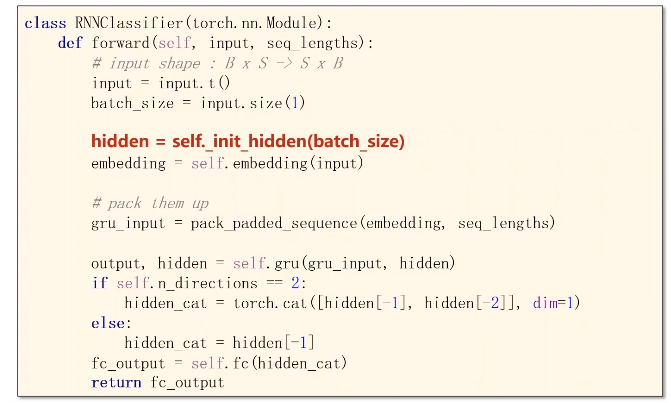 class RNNClassifier(torch.nn.Module):
    def forward(self, input, seq_lengths):
        # input shape : B x S -> S x B
        input = input.t()
        batch_size = input.size(1)

        hidden = self._init_hidden(batch_size)
        embedding = self.embedding(input)

        # pack them up
        gru_input = pack_padded_sequence(embedding, seq_lengths)

        output, hidden = self.gru(gru_input, hidden)
        if self.n_directions == 2:
            hidden_cat = torch.cat([hidden[-1], hidden[-2]], dim=1)
        else:
            hidden_cat = hidden[-1]
        fc_output = self.fc(hidden_cat)
        return fc_output